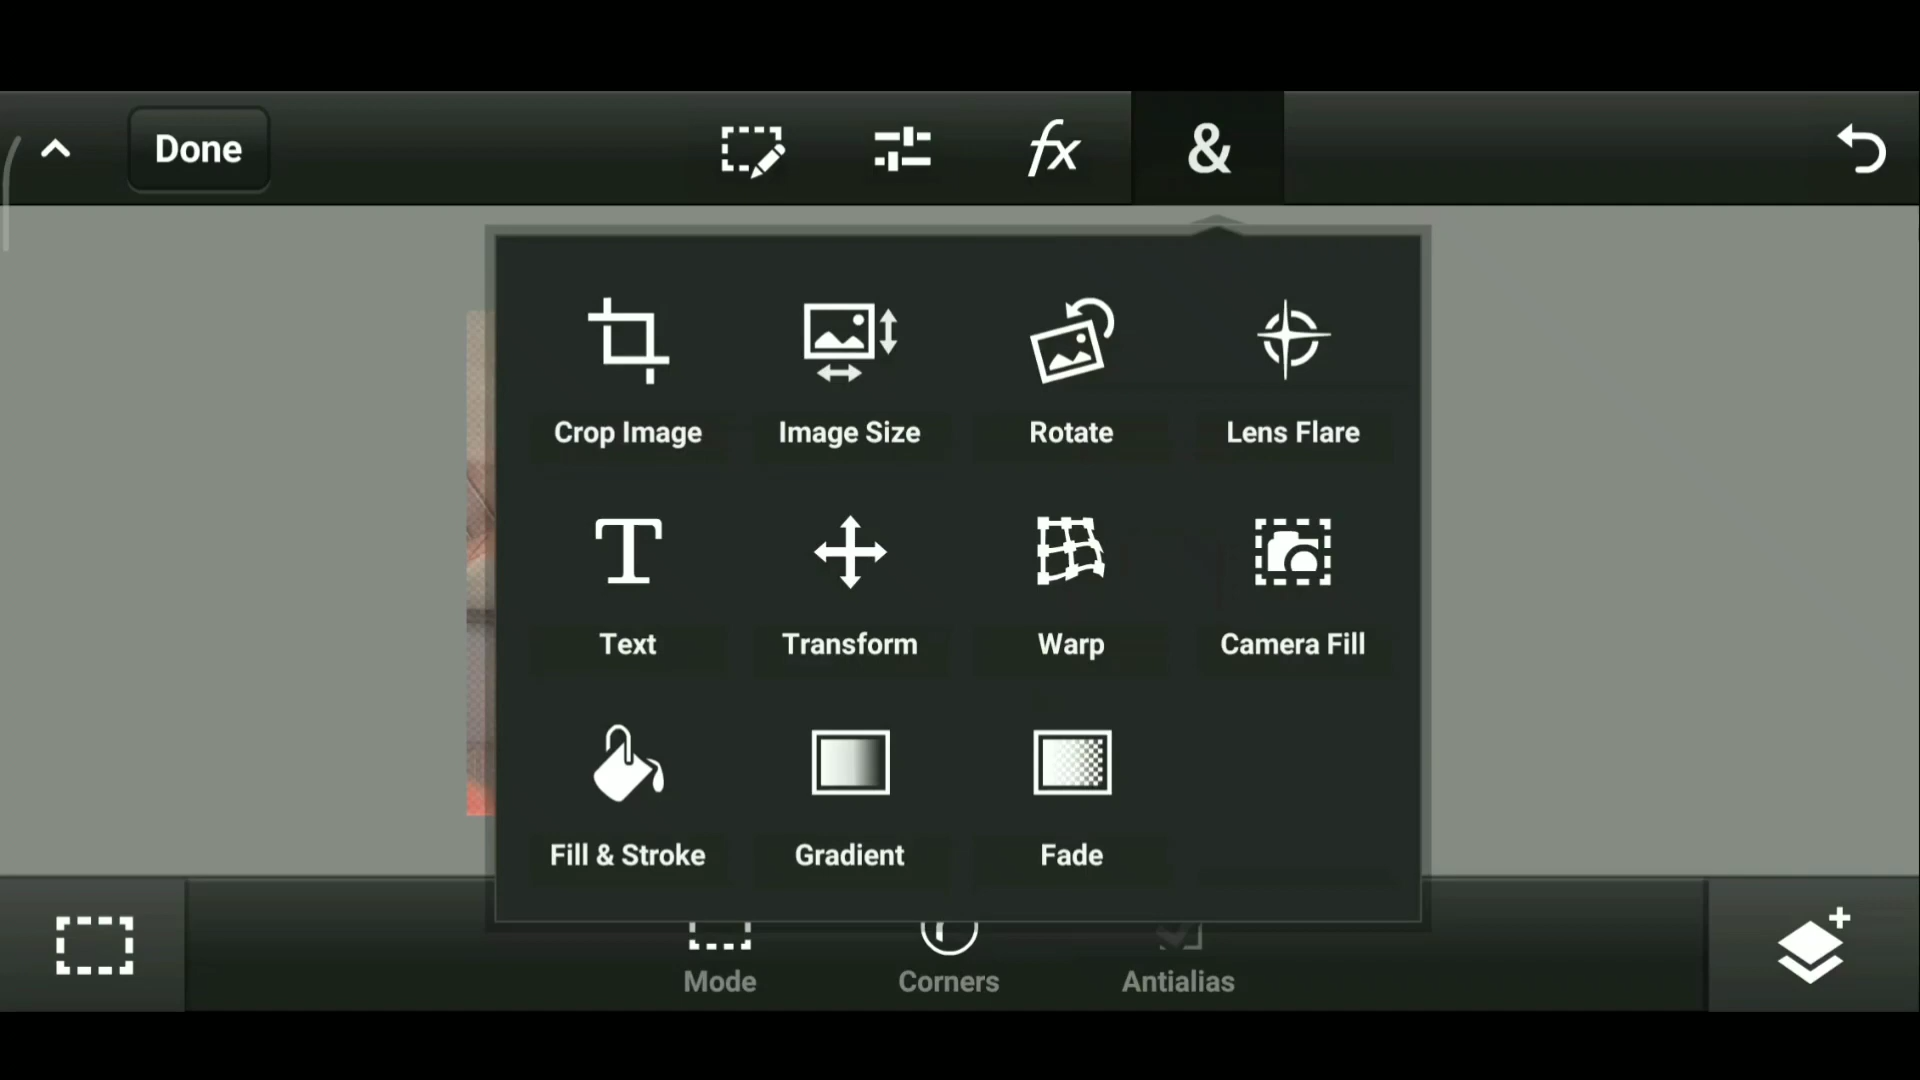 Done fx &
Crop Image Image Size Rotate Lens Flare
T
Text Transform Warp Camera Fill
Fill & Stroke Gradient Fade
Mode Corners Antialias